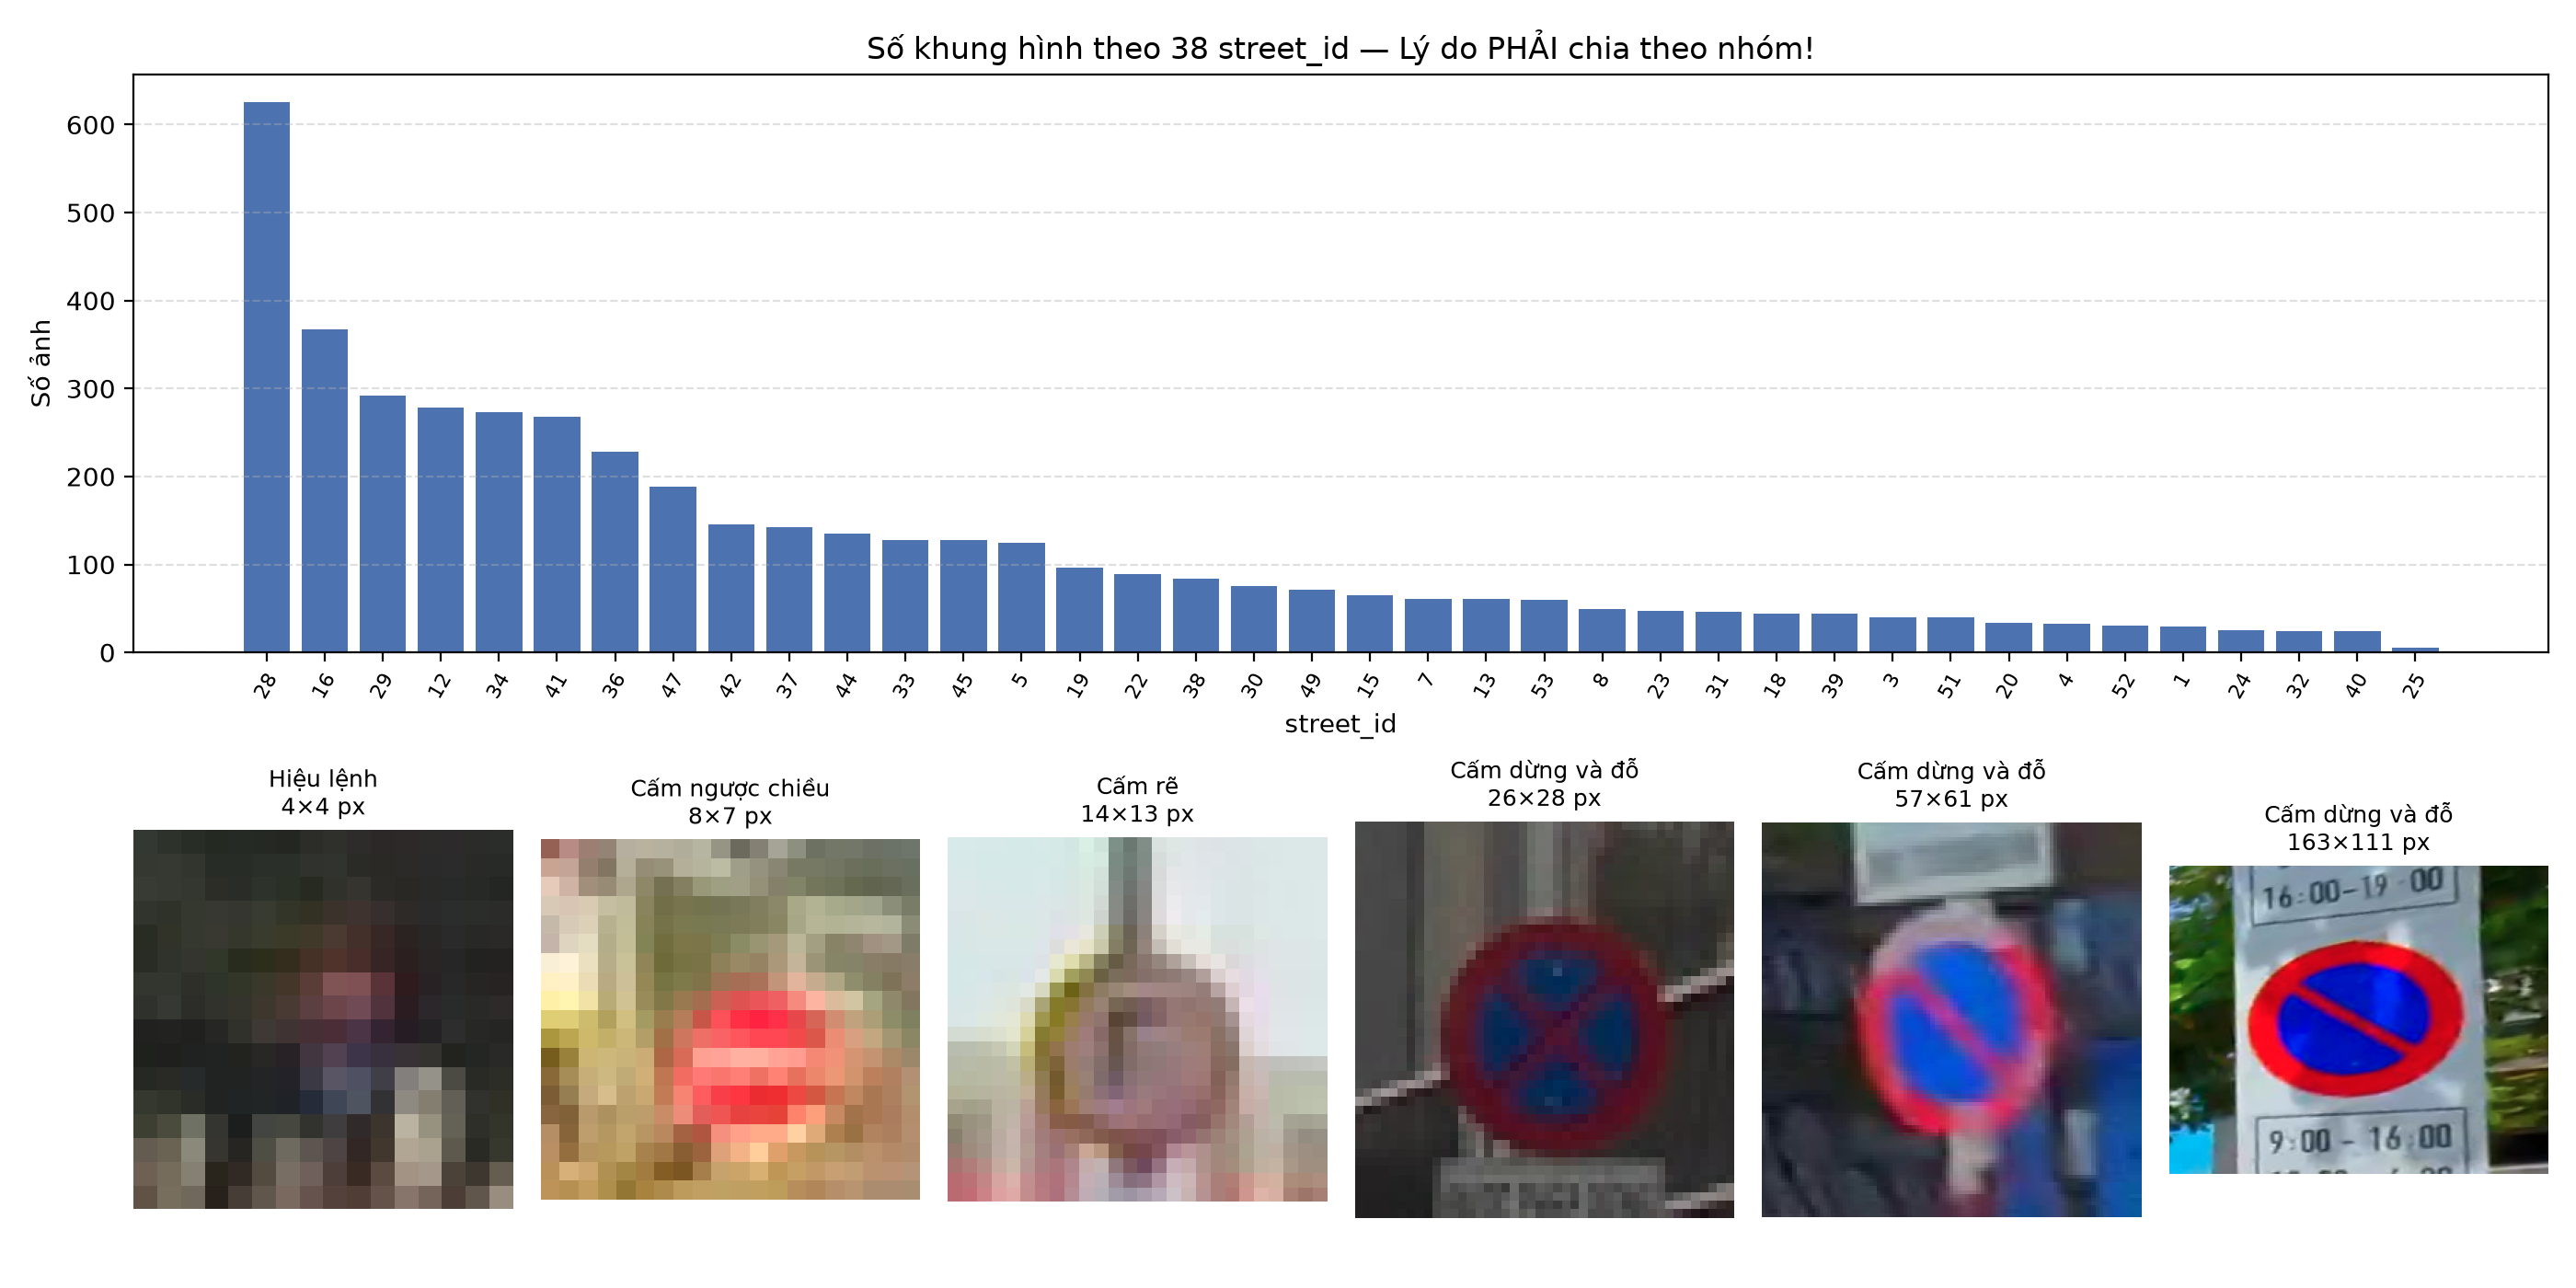 Số khung hình theo 38 street_id — Lý do PHẢI chia theo nhóm!
Số ảnh
600
500
400
300
200
100
0
28 16 29 12 34 41 36 47 42 37 44 33 45 5 19 22 38 30 49 15 7 13 53 8 23 31 18 39 3 51 20 4 52 1 24 32 40 25
street_id
Hiệu lệnh
4×4 px
Cấm ngược chiều
8×7 px
Cấm rẽ
14×13 px
Cấm dừng và đỗ
26×28 px
Cấm dừng và đỗ
57×61 px
Cấm dừng và đỗ
163×111 px
16:00-19:00
9:00 - 16:00